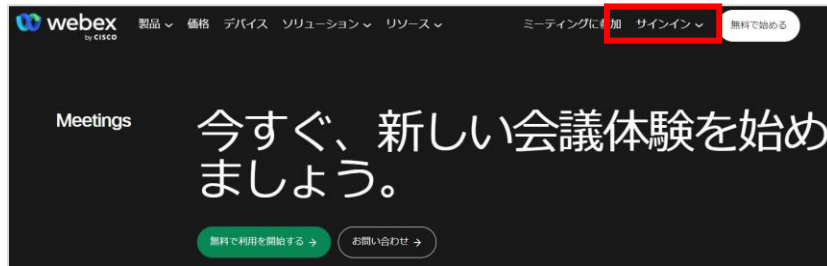 webex 製品 価格 デバイス ソリューション リソース ミーティングに参加 サインイン 無料で始める
by CISCO
Meetings
今すぐ、新しい会議体験を始め
ましょう。
無料で利用を開始する → お問い合わせ →